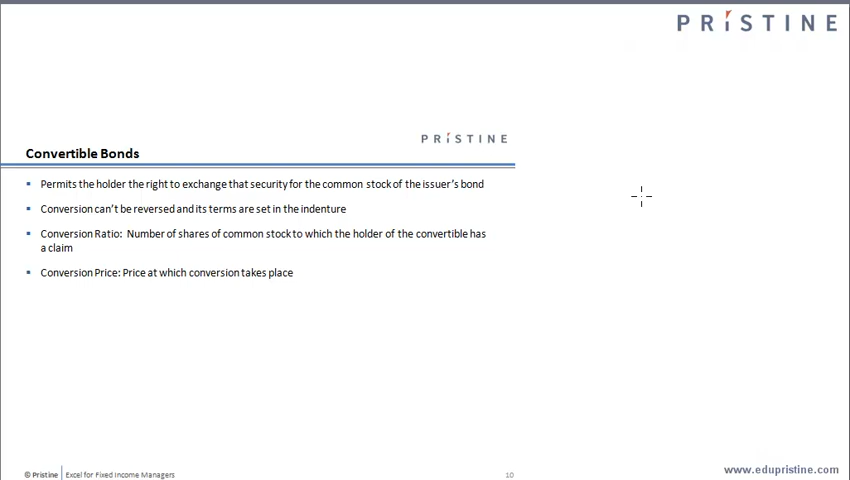 PRiSTINE
PRiSTINE
Convertible Bonds
▪ Permits the holder the right to exchange that security for the common stock of the issuer's bond
▪ Conversion can't be reversed and its terms are set in the indenture
▪ Conversion Ratio: Number of shares of common stock to which the holder of the convertible has
a claim
▪ Conversion Price: Price at which conversion takes place
© Pristine | Excel for Fixed Income Managers 10
www.edupristine.com